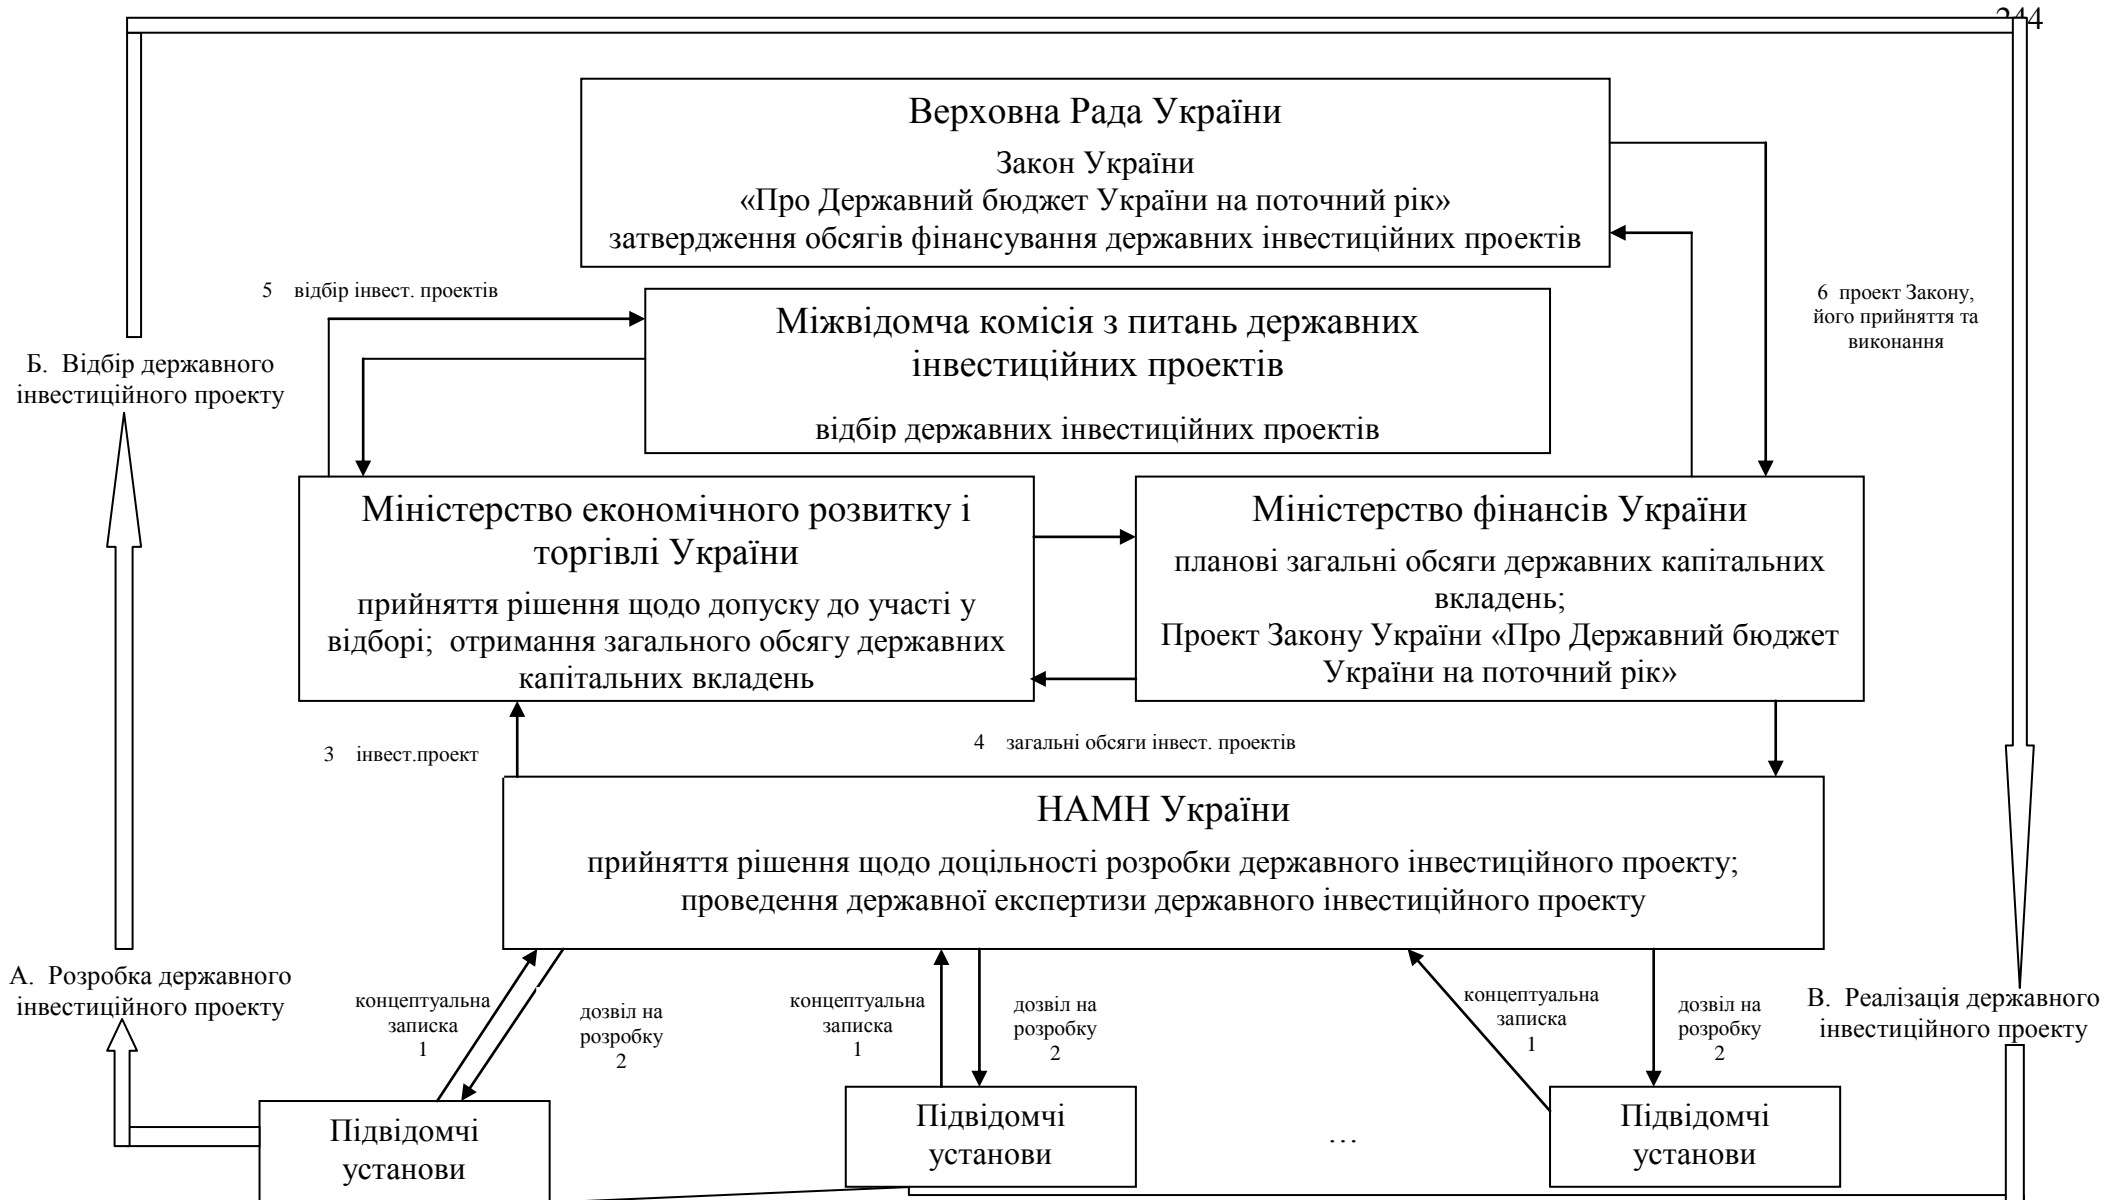 244
Верховна Рада України
Закон України
«Про Державний бюджет України на поточний рік»
затвердження обсягів фінансування державних інвестиційних проектів
5 відбір інвест. проектів
6 проект Закону,
його прийняття та
виконання
Міжвідомча комісія з питань державних
інвестиційних проектів
відбір державних інвестиційних проектів
Б. Відбір державного
інвестиційного проекту
Міністерство економічного розвитку і
торгівлі України
прийняття рішення щодо допуску до участі у
відборі; отримання загального обсягу державних
капітальних вкладень
Міністерство фінансів України
планові загальні обсяги державних капітальних
вкладень;
Проект Закону України «Про Державний бюджет
України на поточний рік»
3 інвест.проект
4 загальні обсяги інвест. проектів
НАМН України
прийняття рішення щодо доцільності розробки державного інвестиційного проекту;
проведення державної експертизи державного інвестиційного проекту
А. Розробка державного
інвестиційного проекту
концептуальна
записка
1
дозвіл на
розробку
2
концептуальна
записка
1
дозвіл на
розробку
2
концептуальна
записка
1
дозвіл на
розробку
2
В. Реалізація державного
інвестиційного проекту
Підвідомчі
установи
Підвідомчі
установи
…
Підвідомчі
установи